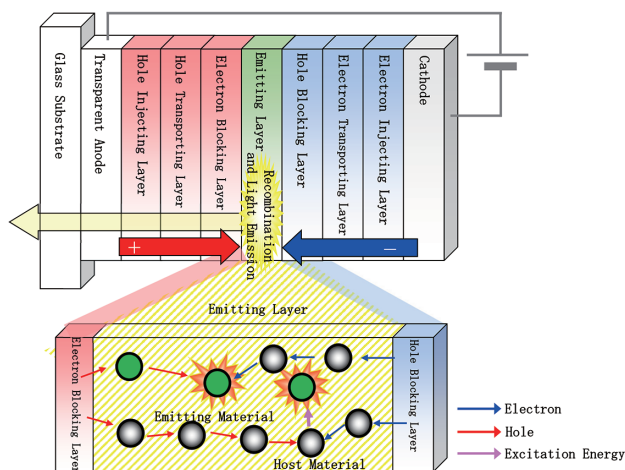 Glass Substrate
Transparent Anode
Hole Injecting Layer
Hole Transporting Layer
Electron Blocking Layer
Emitting Layer
Recombination
and Light Emission
Hole Blocking Layer
Electron Transporting Layer
Electron Injecting Layer
Cathode
+
−
Emitting Layer
Electron Blocking Layer
Emitting Material
Host Material
Hole Blocking Layer
Electron
Hole
Excitation Energy